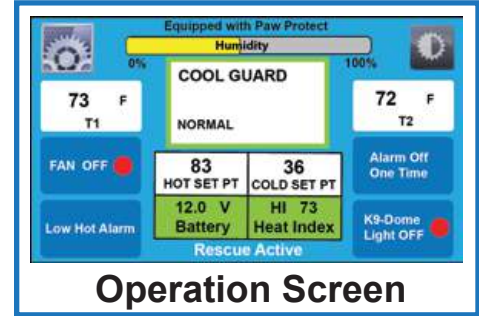 Equipped with Paw Protect
Humidity
0%
100%
COOL GUARD
NORMAL
73 F
T1
72 F
T2
FAN OFF
83
HOT SET PT
36
COLD SET PT
Alarm Off
One Time
Low Hot Alarm
12.0 V
Battery
HI 73
Heat Index
K9-Dome
Light OFF
Rescue Active
Operation Screen